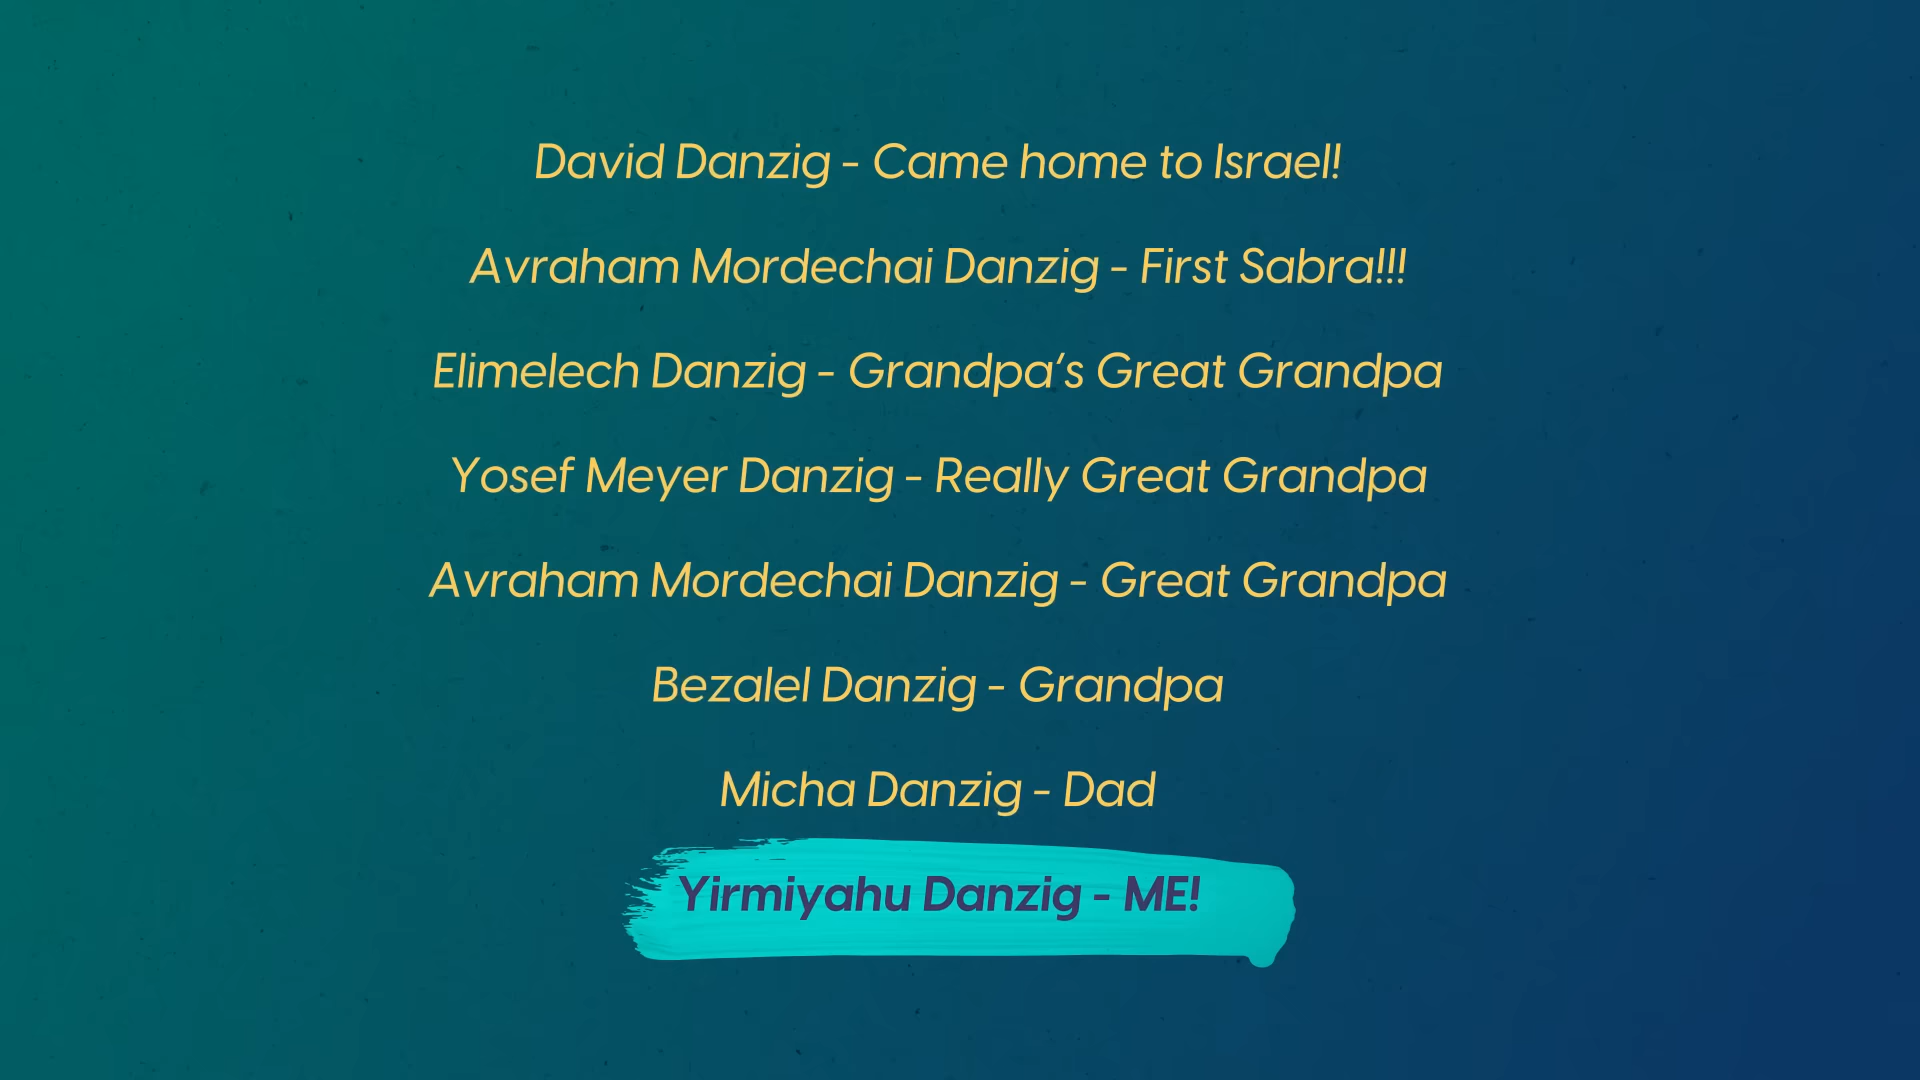 David Danzig - Came home to Israel!
Avraham Mordechai Danzig - First Sabra!!!
Elimelech Danzig - Grandpa’s Great Grandpa
Yosef Meyer Danzig - Really Great Grandpa
Avraham Mordechai Danzig - Great Grandpa
Bezalel Danzig - Grandpa
Micha Danzig - Dad
Yirmiyahu Danzig - ME!